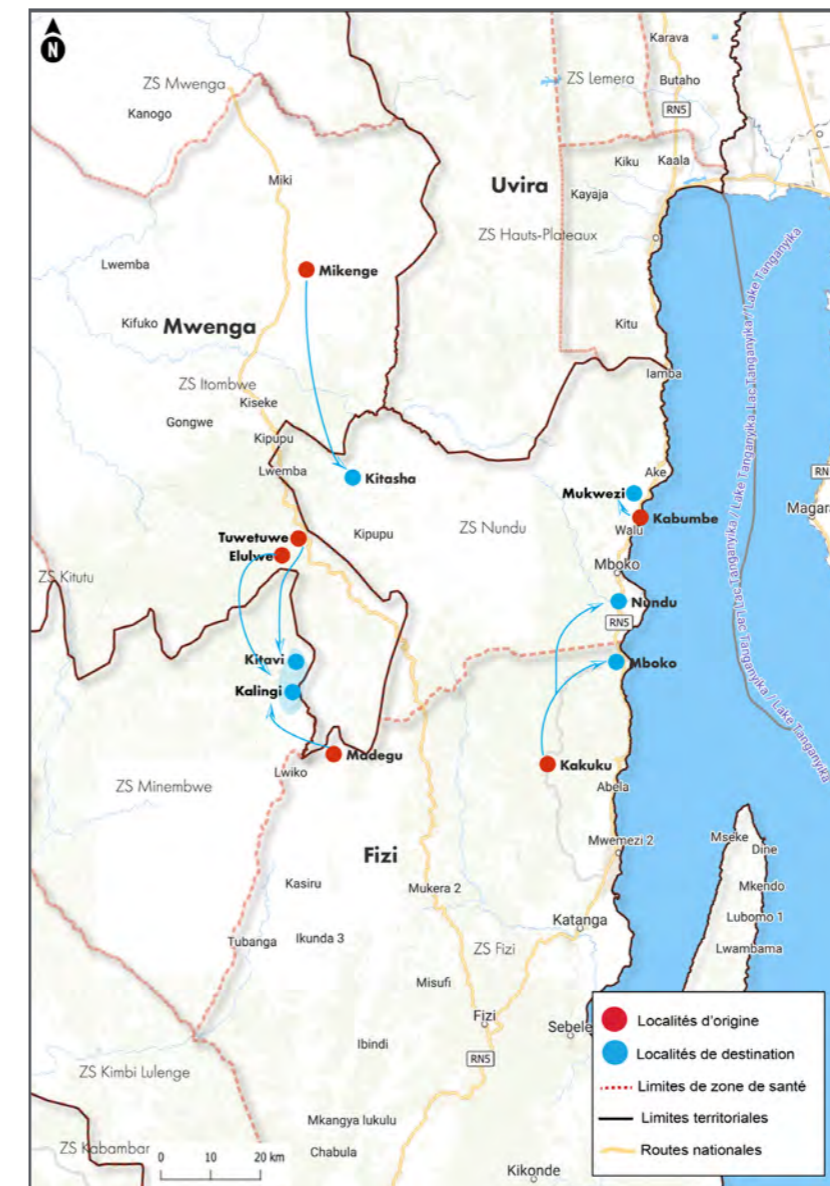 N
Karava
ZS Mwenga
ZS Lemera
Butaho
Kanogo
RN5
Kiku
Kaala
Miki
Uvira
Kayaja
ZS Hauts-Plateaux
Lwemba
Mikenge
Kifuko
Mwenga
Kitu
Iamba
ZS Itombwe
Kiseke
Gongwe
Kipupu
Lwemba
Kitasha
Ake
Mukwezi
Kabumbe
Walu
ZS Nundu
Kipupu
Tuwetuwe
Elulwe
ZS Kitutu
Mboko
Nundu
RN5
Kitavi
Mboko
Kalingi
Madegu
Kakuku
Lwiko
ZS Minembwe
Abela
Mwemezi 2
Fizi
Kasiru
Mukera 2
Katanga
Tubanga
Ikunda 3
ZS Fizi
Misufi
Fizi
Sebele
Ibindi
RN5
ZS Kimbi Lulenge
Mkangya lukulu
ZS Kabambar
Chabula
Kikonde
0 10 20 km
Lac Tanganyika / Lake Tanganyika
Lac Tanganyika / Lake Tanganyika
Magara
Mseke
Dine
Mkendo
Lubomo 1
Lwambama
Localités d'origine
Localités de destination
Limites de zone de santé
Limites territoriales
Routes nationales